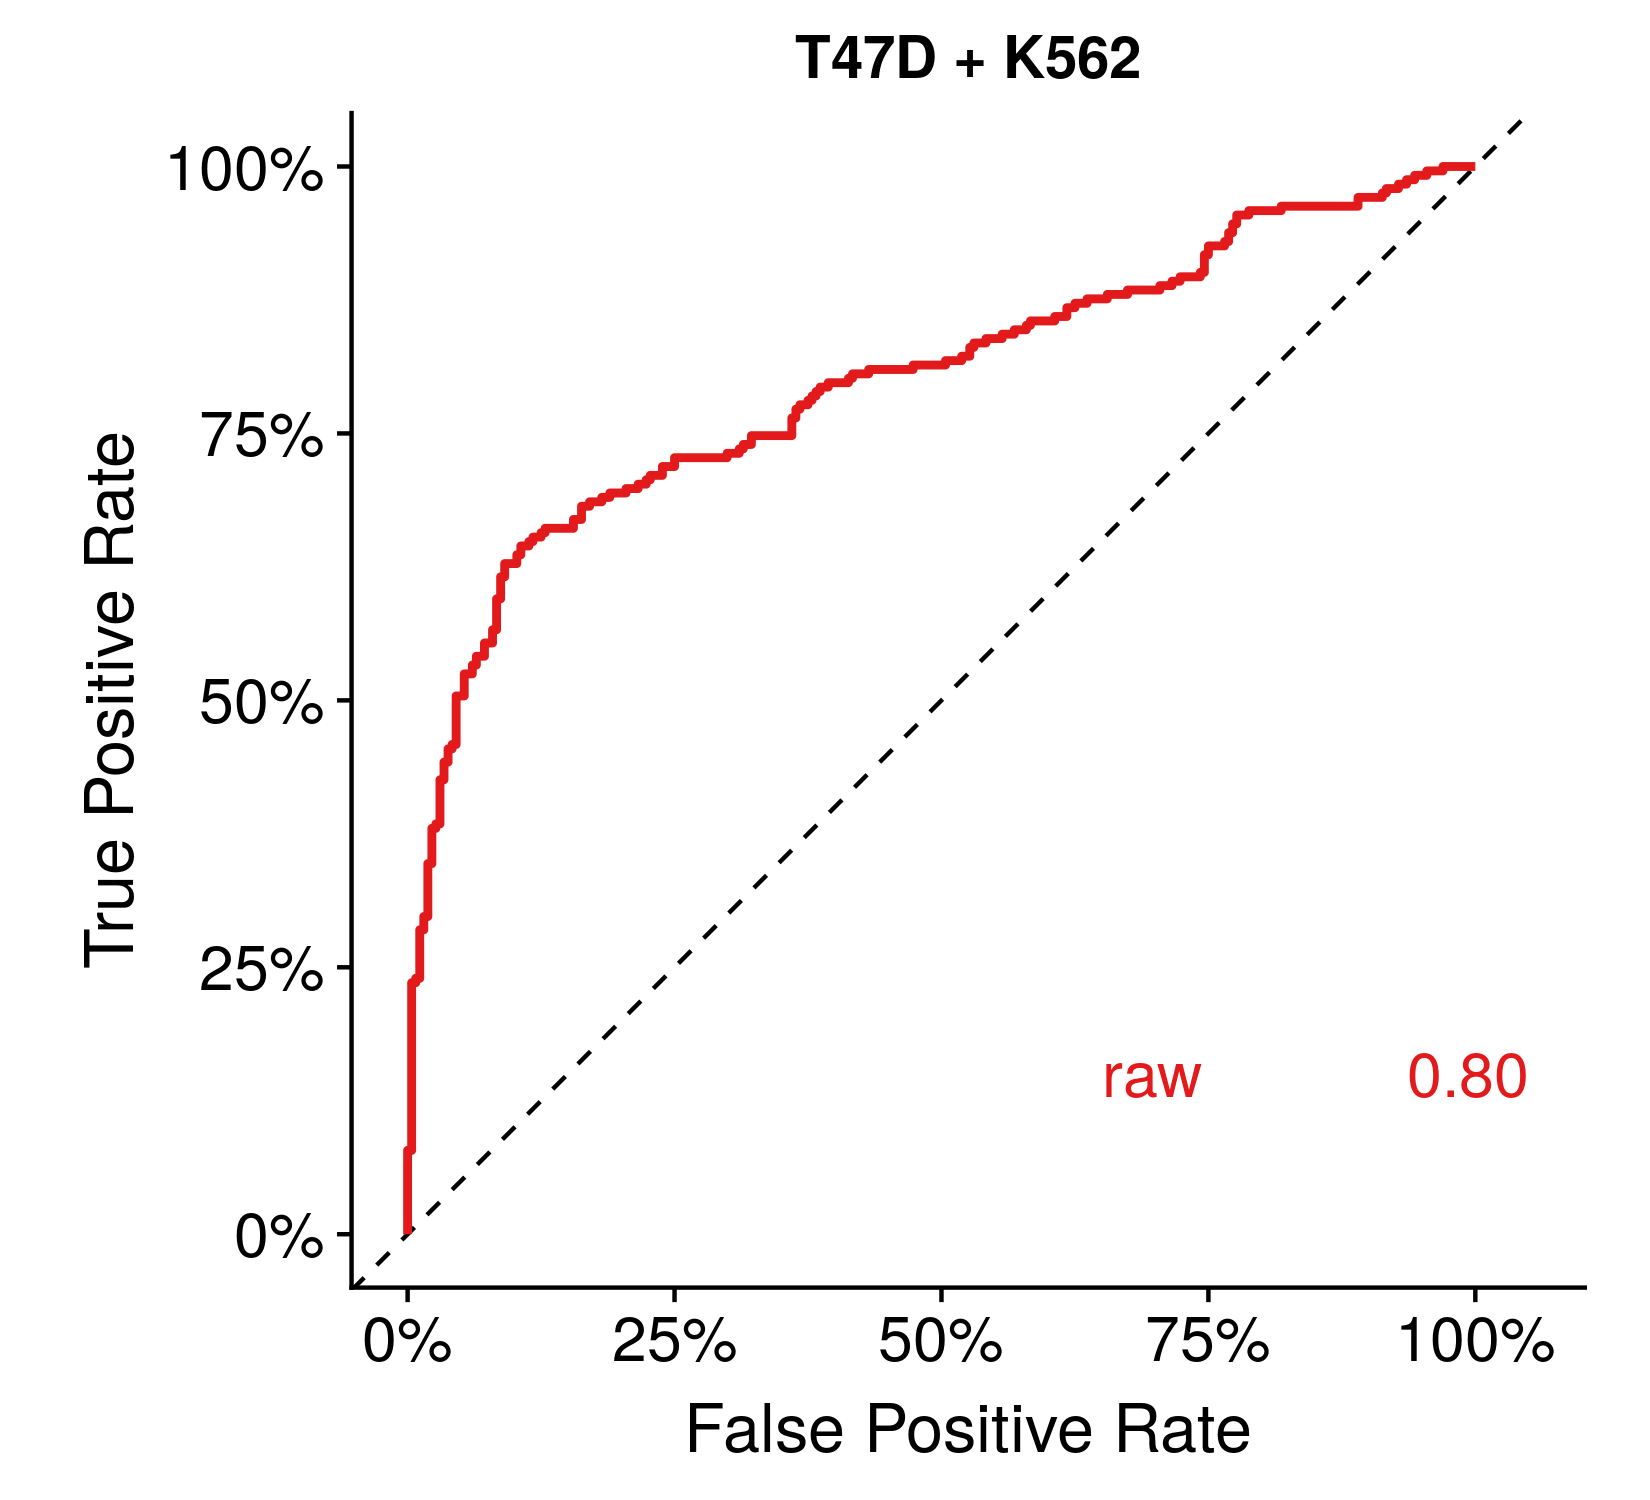 T47D + K562
100%
75%
50%
25%
0%
True Positive Rate
raw 0.80
0% 25% 50% 75% 100%
False Positive Rate